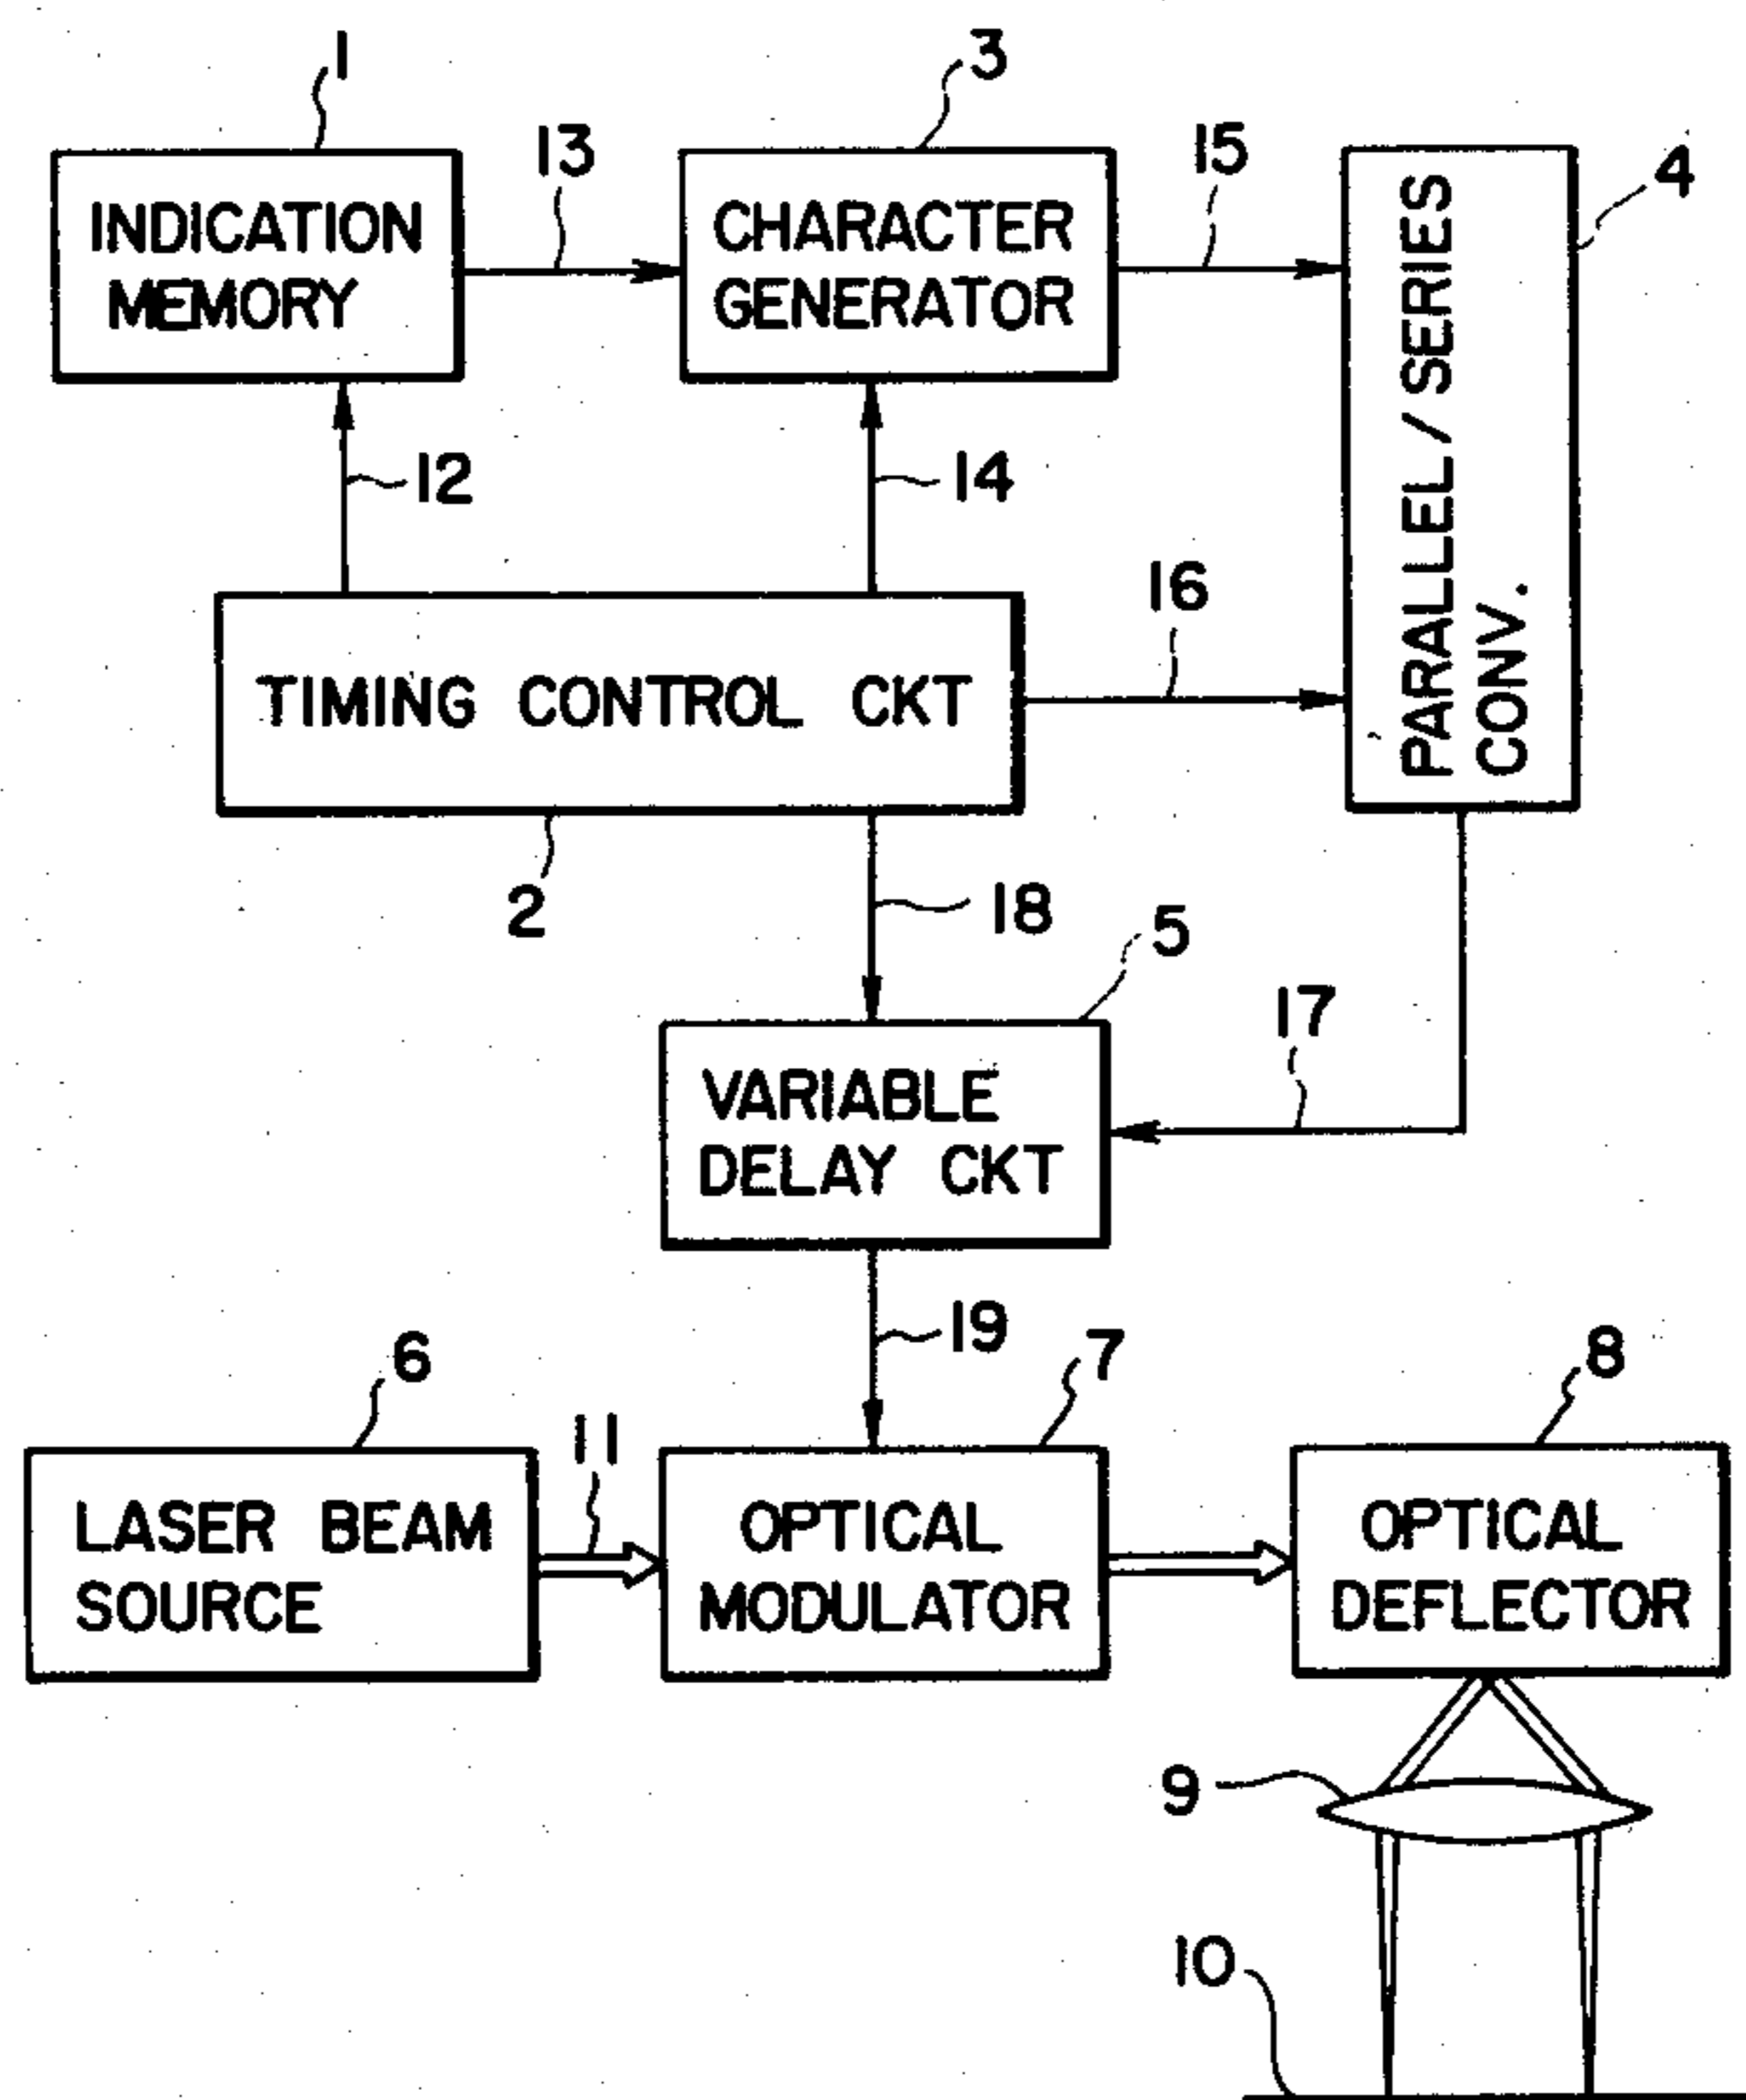 1
3
13
15
4
INDICATION
MEMORY
CHARACTER
GENERATOR
PARALLEL/SERIES
CONV.
12
14
16
TIMING CONTROL CKT
2
18
5
17
VARIABLE
DELAY CKT
19
6
7
8
11
LASER BEAM
SOURCE
OPTICAL
MODULATOR
OPTICAL
DEFLECTOR
9
10